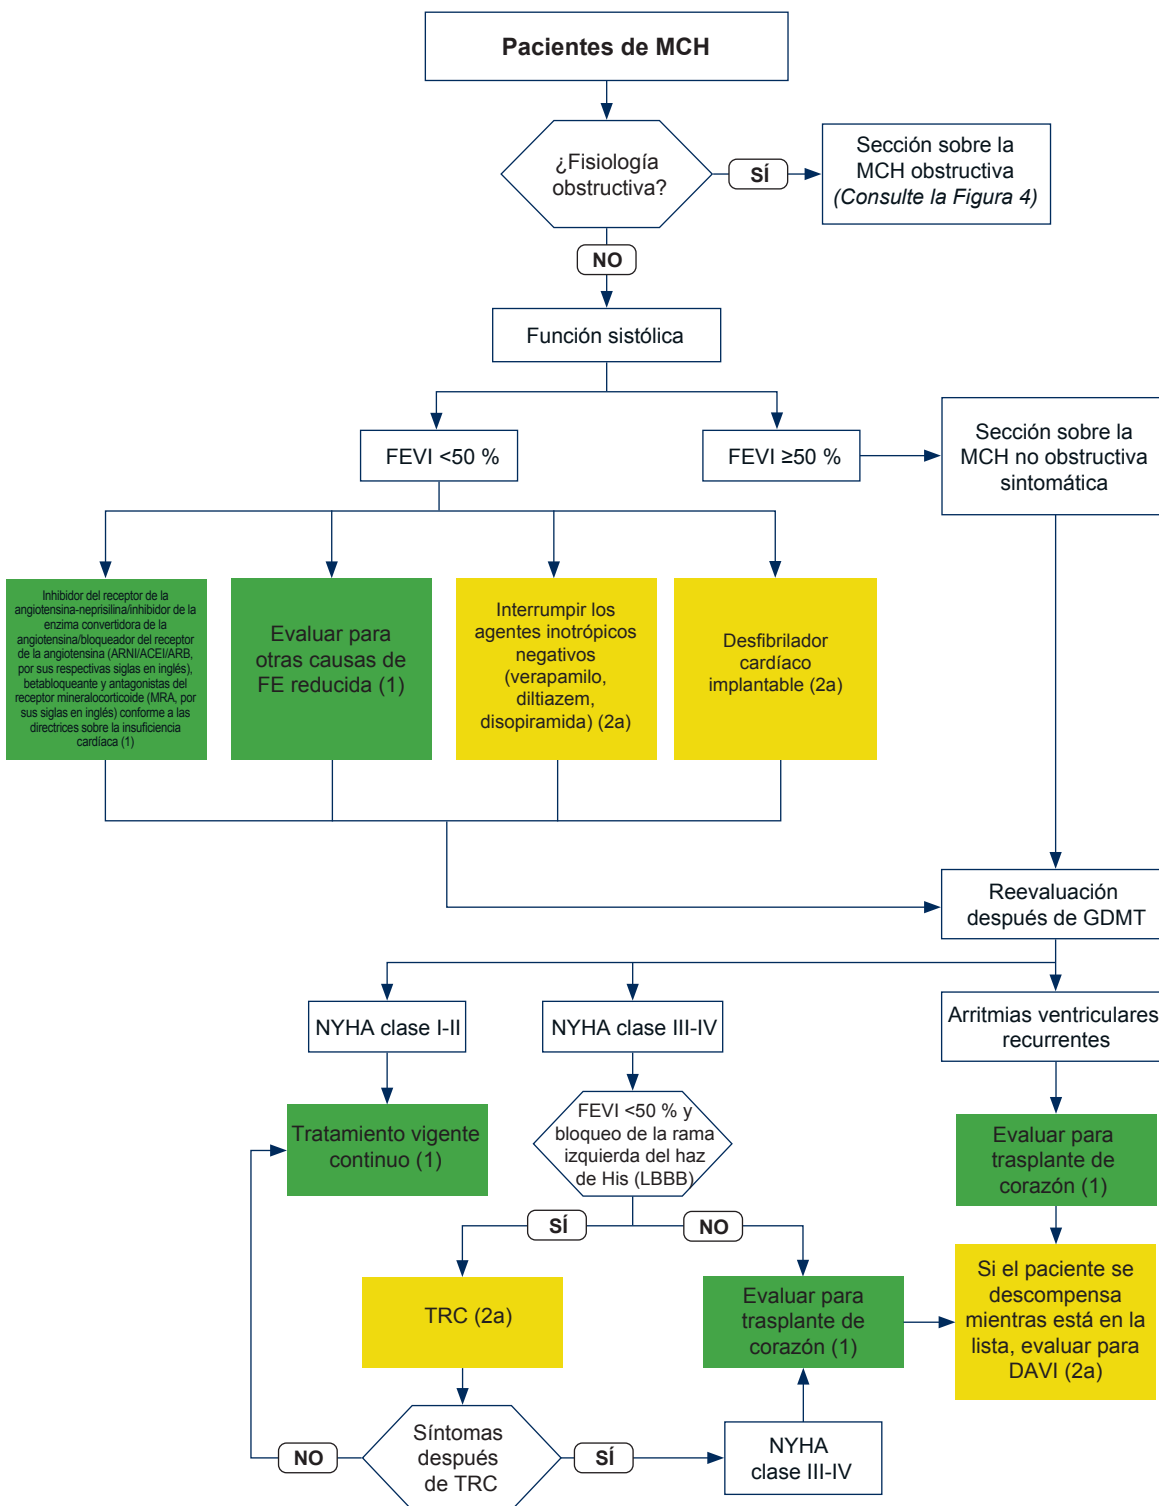 Pacientes de MCH
¿Fisiología
obstructiva?
SÍ
Sección sobre la
MCH obstructiva
(Consulte la Figura 4)
NO
Función sistólica
FEVI <50 %
FEVI ≥50 %
Sección sobre la
MCH no obstructiva
sintomática
Inhibidor del receptor de la
angiotensina-neprisilina/inhibidor de la
enzima convertidora de la
angiotensina/bloqueador del receptor
de la angiotensina (ARNI/ACEI/ARB,
por sus respectivas siglas en inglés),
betabloqueante y antagonistas del
receptor mineralocorticoide (MRA, por
sus siglas en inglés) conforme a las
directrices sobre la insuficiencia
cardíaca (1)
Evaluar para
otras causas de
FE reducida (1)
Interrumpir los
agentes inotrópicos
negativos
(verapamilo,
diltiazem,
disopiramida) (2a)
Desfibrilador
cardíaco
implantable (2a)
Reevaluación
después de GDMT
NYHA clase I-II
NYHA clase III-IV
Arritmias ventriculares
recurrentes
Tratamiento vigente
continuo (1)
FEVI <50 % y
bloqueo de la rama
izquierda del haz
de His (LBBB)
Evaluar para
trasplante de
corazón (1)
SÍ
NO
TRC (2a)
Evaluar para
trasplante de
corazón (1)
Si el paciente se
descompensa
mientras está en la
lista, evaluar para
DAVI (2a)
NO
Síntomas
después
de TRC
SÍ
NYHA
clase III-IV